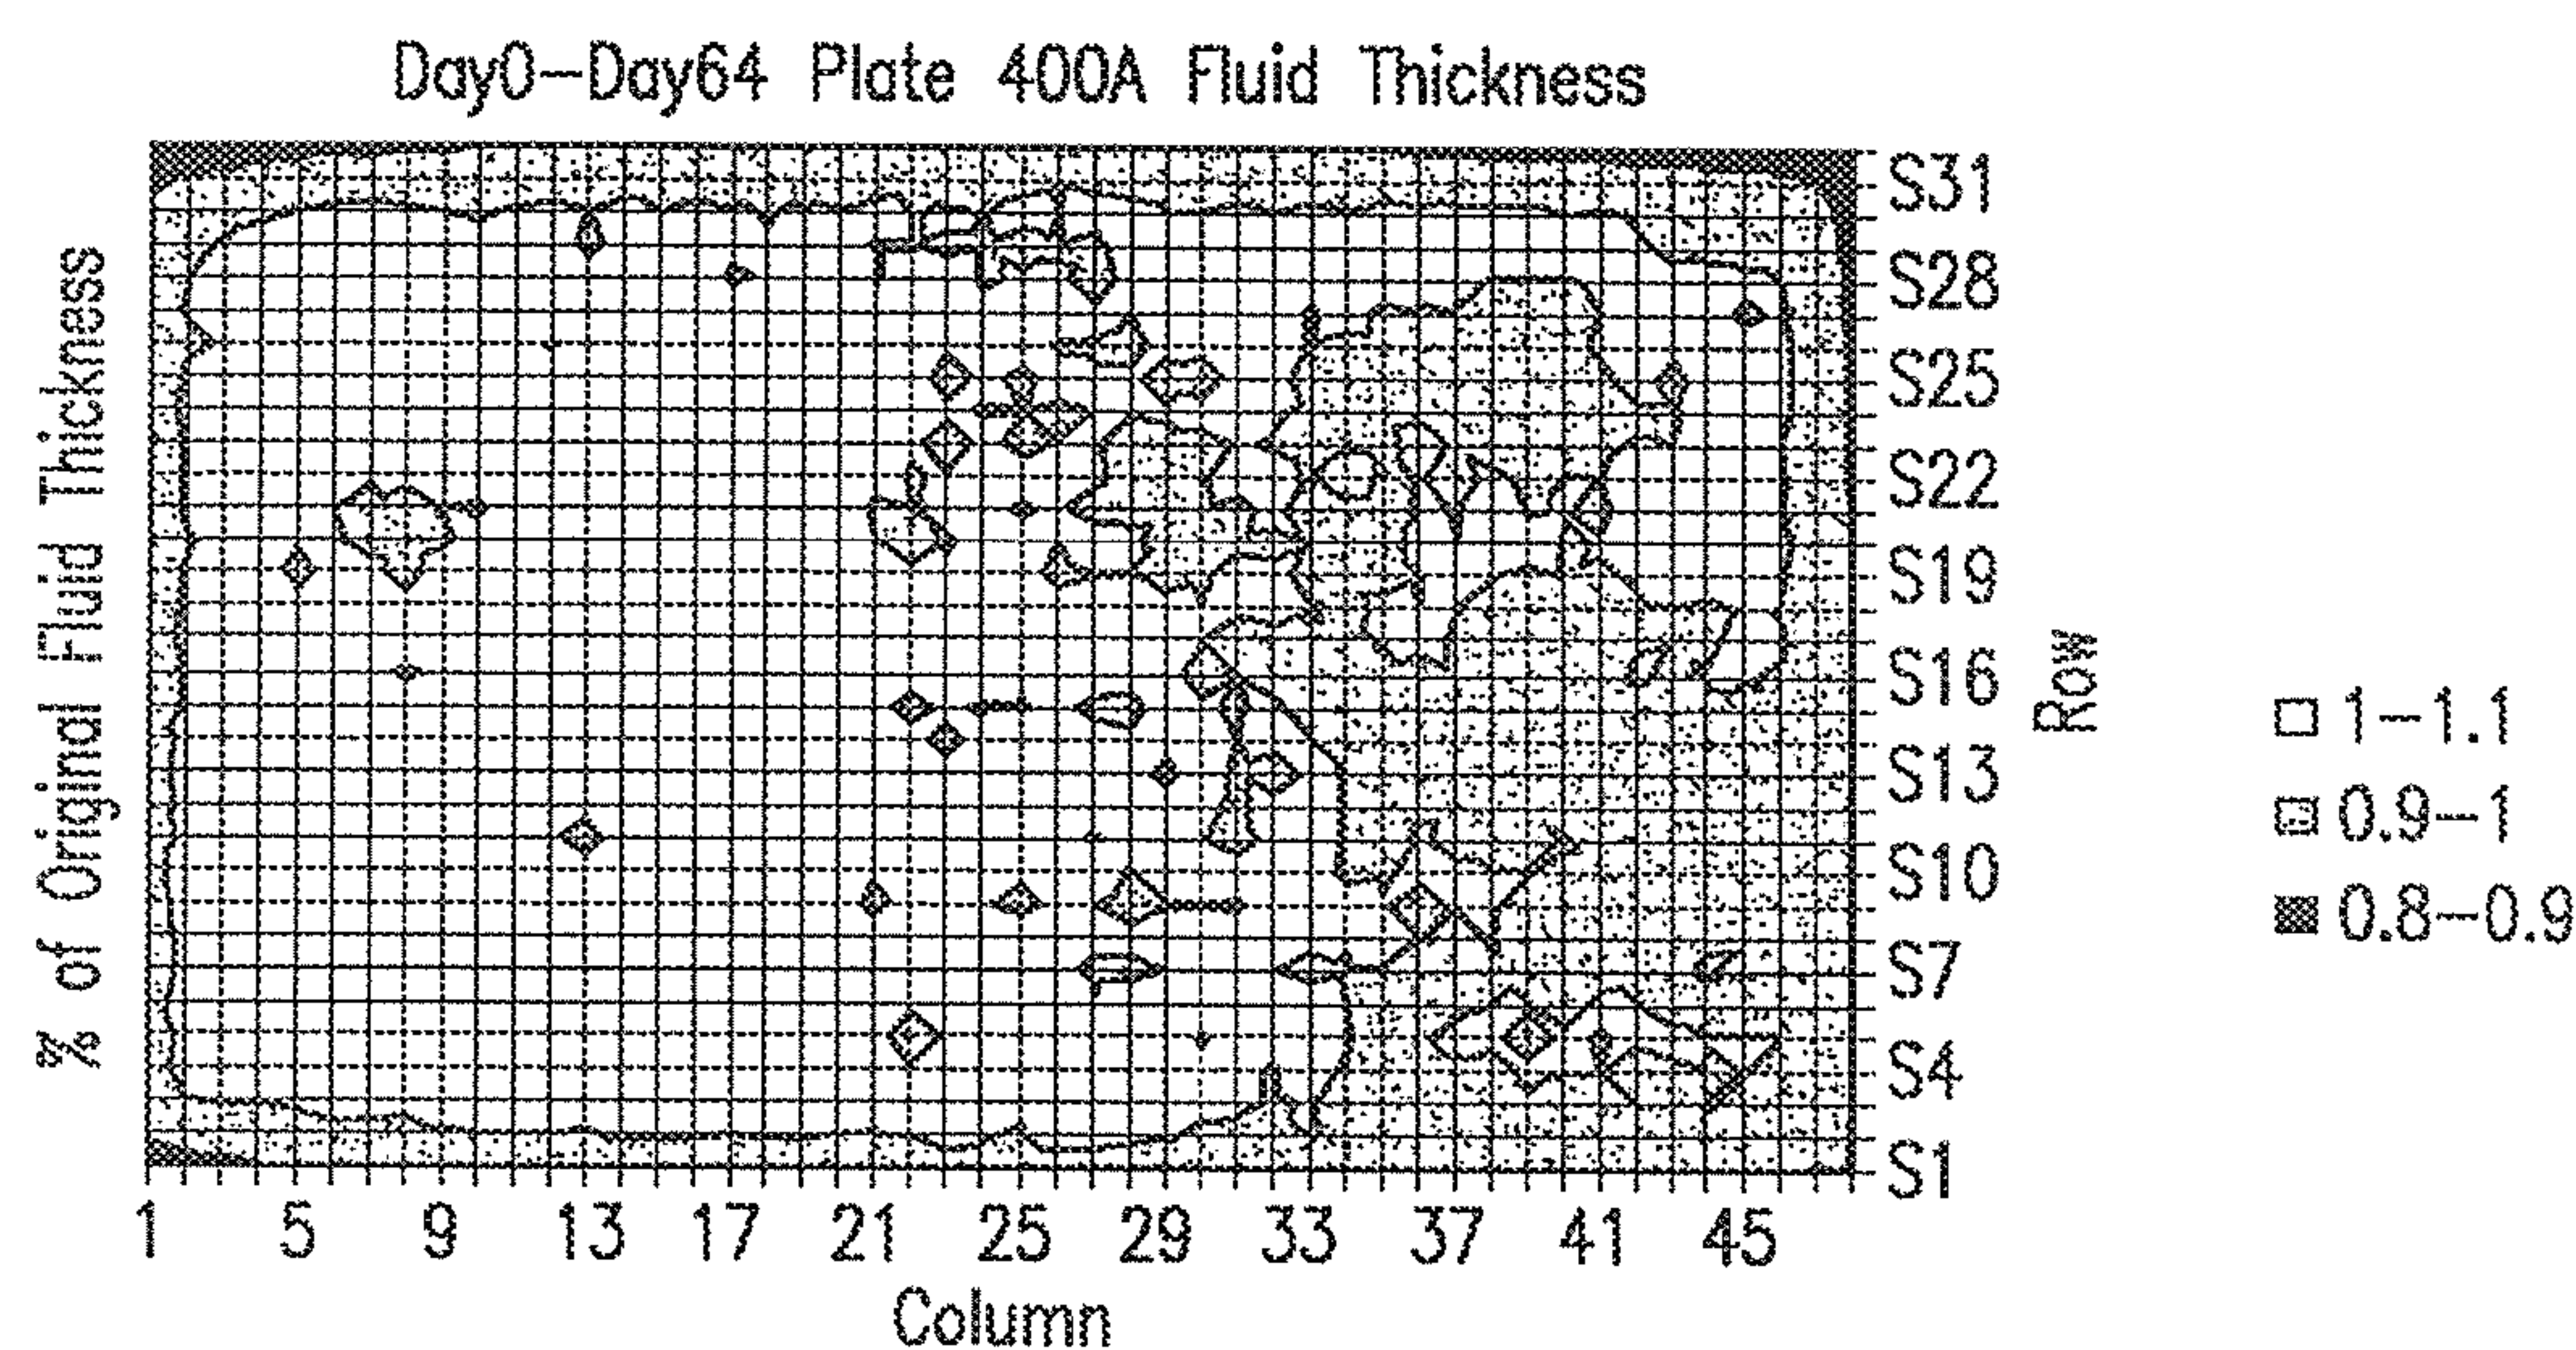 Day0-Day64 Plate 400A Fluid Thickness
% of Original Fluid Thickness
S31
S28
S25
S22
S19
S16
S13
S10
S7
S4
S1
Row
1 5 9 13 17 21 25 29 33 37 41 45
Column
1-1.1
0.9-1
0.8-0.9